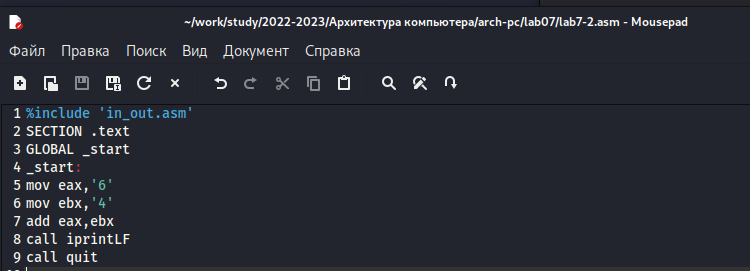 ~/work/study/2022-2023/Архитектура компьютера/arch-pc/lab07/lab7-2.asm - Mousepad
Файл Правка Поиск Вид Документ Справка
1 %include 'in_out.asm'
2 SECTION .text
3 GLOBAL _start
4 _start:
5 mov eax,'6'
6 mov ebx,'4'
7 add eax,ebx
8 call iprintLF
9 call quit